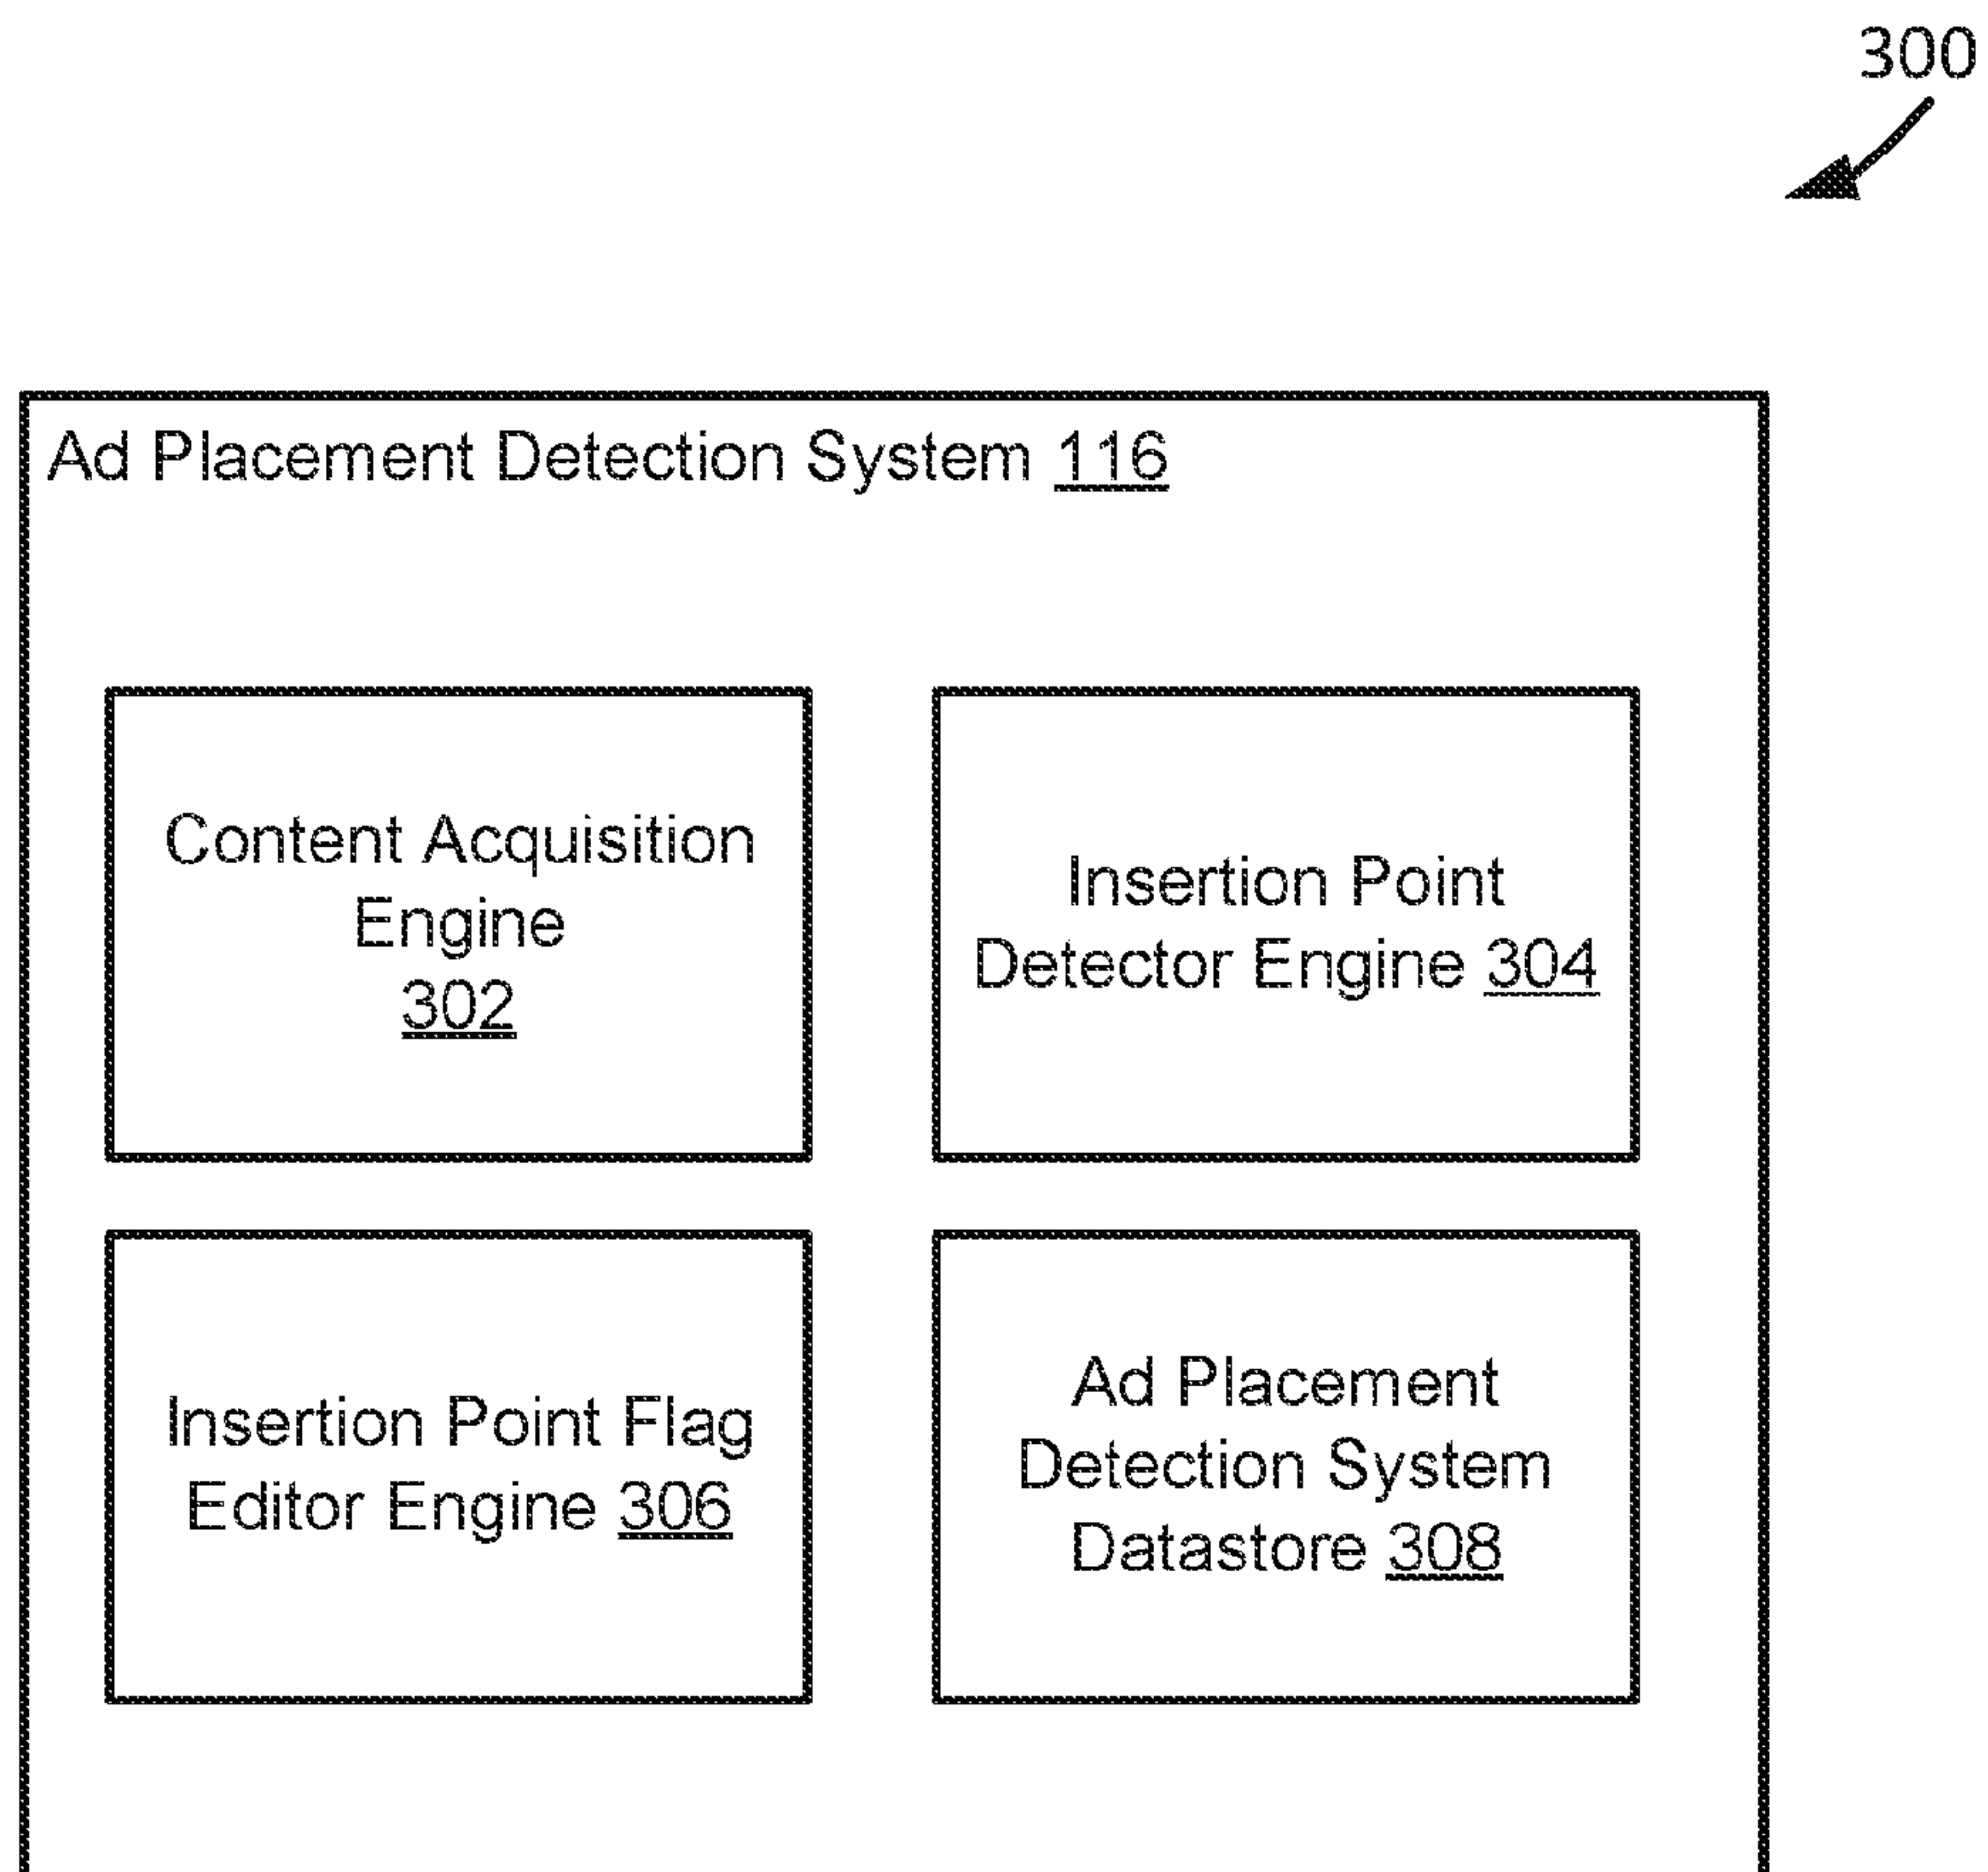 300
Ad Placement Detection System 116
Content Acquisition
Engine
302
Insertion Point
Detector Engine 304
Insertion Point Flag
Editor Engine 306
Ad Placement
Detection System
Datastore 308